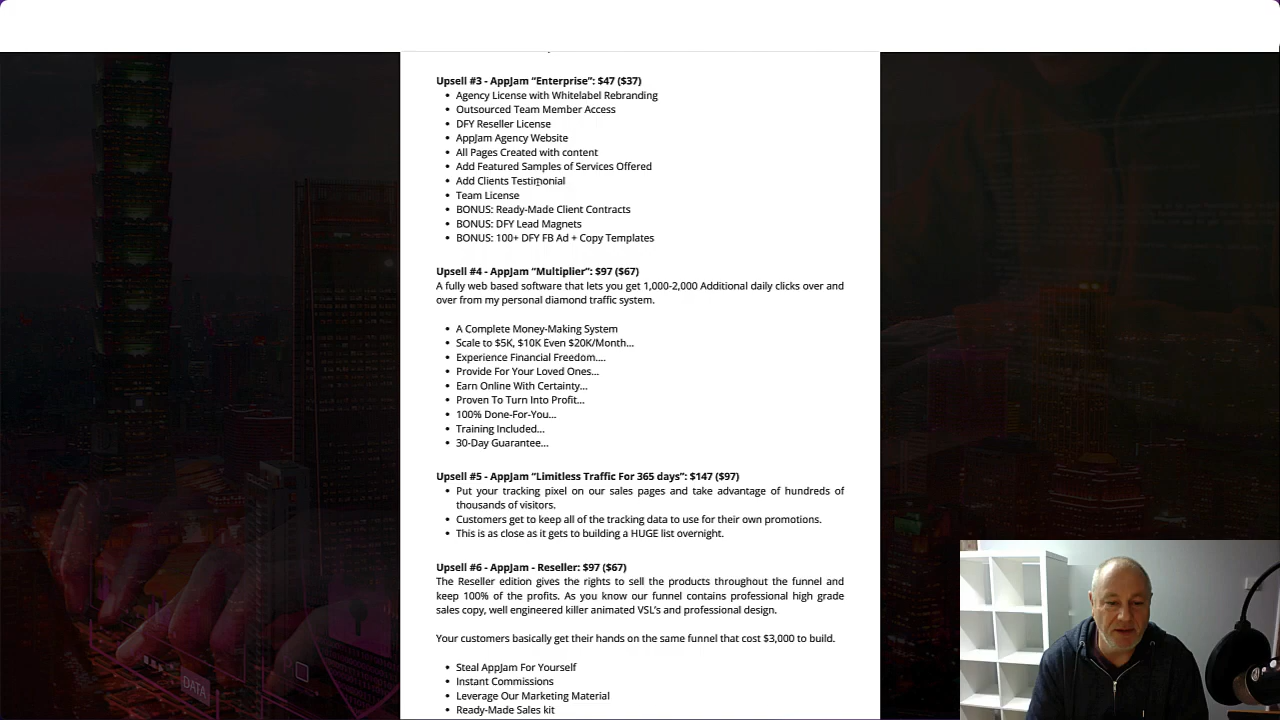 Upsell #3 - AppJam “Enterprise”: $47 ($37)
• Agency License with Whitelabel Rebranding
• Outsourced Team Member Access
• DFY Reseller License
• AppJam Agency Website
• All Pages Created with content
• Add Featured Samples of Services Offered
• Add Clients Testimonial
• Team License
• BONUS: Ready-Made Client Contracts
• BONUS: DFY Lead Magnets
• BONUS: 100+ DFY FB Ad + Copy Templates
Upsell #4 - AppJam “Multiplier”: $97 ($67)
A fully web based software that lets you get 1,000-2,000 Additional daily clicks over and
over from my personal diamond traffic system.
• A Complete Money-Making System
• Scale to $5K, $10K Even $20K/Month...
• Experience Financial Freedom....
• Provide For Your Loved Ones...
• Earn Online With Certainty...
• Proven To Turn Into Profit...
• 100% Done-For-You...
• Training Included...
• 30-Day Guarantee...
Upsell #5 - AppJam “Limitless Traffic For 365 days”: $147 ($97)
• Put your tracking pixel on our sales pages and take advantage of hundreds of
thousands of visitors.
• Customers get to keep all of the tracking data to use for their own promotions.
• This is as close as it gets to building a HUGE list overnight.
Upsell #6 - AppJam - Reseller: $97 ($67)
The Reseller edition gives the rights to sell the products throughout the funnel and
keep 100% of the profits. As you know our funnel contains professional high grade
sales copy, well engineered killer animated VSL’s and professional design.
Your customers basically get their hands on the same funnel that cost $3,000 to build.
• Steal AppJam For Yourself
• Instant Commissions
• Leverage Our Marketing Material
• Ready-Made Sales kit
DATA